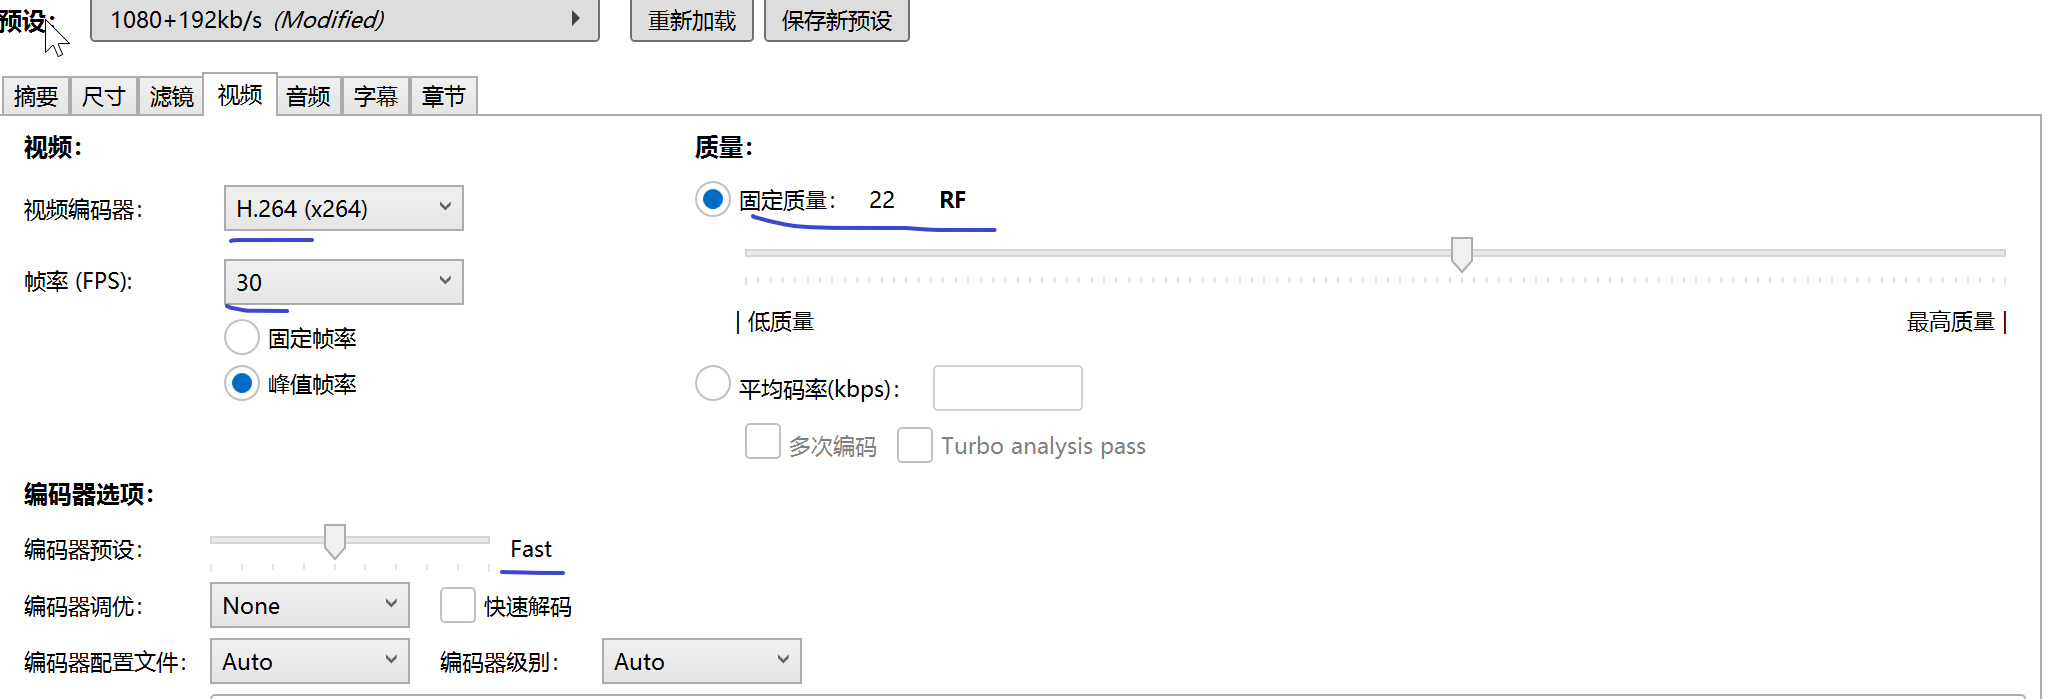 预设： 1080+192kb/s (Modified) 重新加载 保存新预设
摘要 尺寸 滤镜 视频 音频 字幕 章节
视频： 质量：
视频编码器： H.264 (x264) 固定质量： 22 RF
帧率 (FPS): 30
固定帧率 | 低质量 最高质量 |
峰值帧率 平均码率(kbps)：
多次编码 Turbo analysis pass
编码器选项：
编码器预设： Fast
编码器调优： None 快速解码
编码器配置文件： Auto 编码器级别： Auto